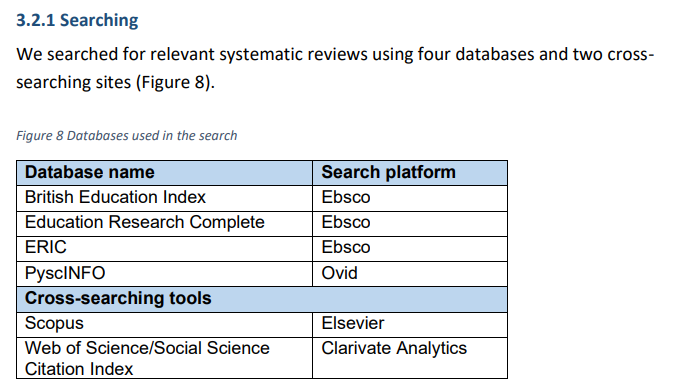 3.2.1 Searching
We searched for relevant systematic reviews using four databases and two cross-
searching sites (Figure 8).
Figure 8 Databases used in the search
Database name Search platform
British Education Index Ebsco
Education Research Complete Ebsco
ERIC Ebsco
PyscINFO Ovid
Cross-searching tools
Scopus Elsevier
Web of Science/Social Science Clarivate Analytics
Citation Index